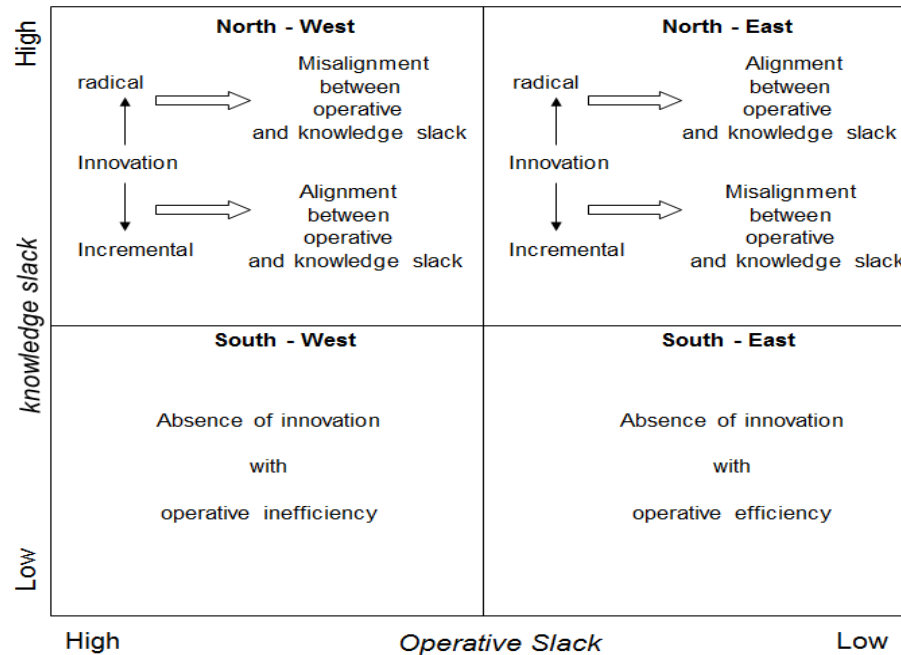 High
knowledge slack
Low
North - West
radical
Misalignment
between
operative
and knowledge slack
Innovation
Incremental
Alignment
between
operative
and knowledge slack
North - East
radical
Alignment
between
operative
and knowledge slack
Innovation
Incremental
Misalignment
between
operative
and knowledge slack
South - West
Absence of innovation
with
operative inefficiency
South - East
Absence of innovation
with
operative efficiency
High
Operative Slack
Low